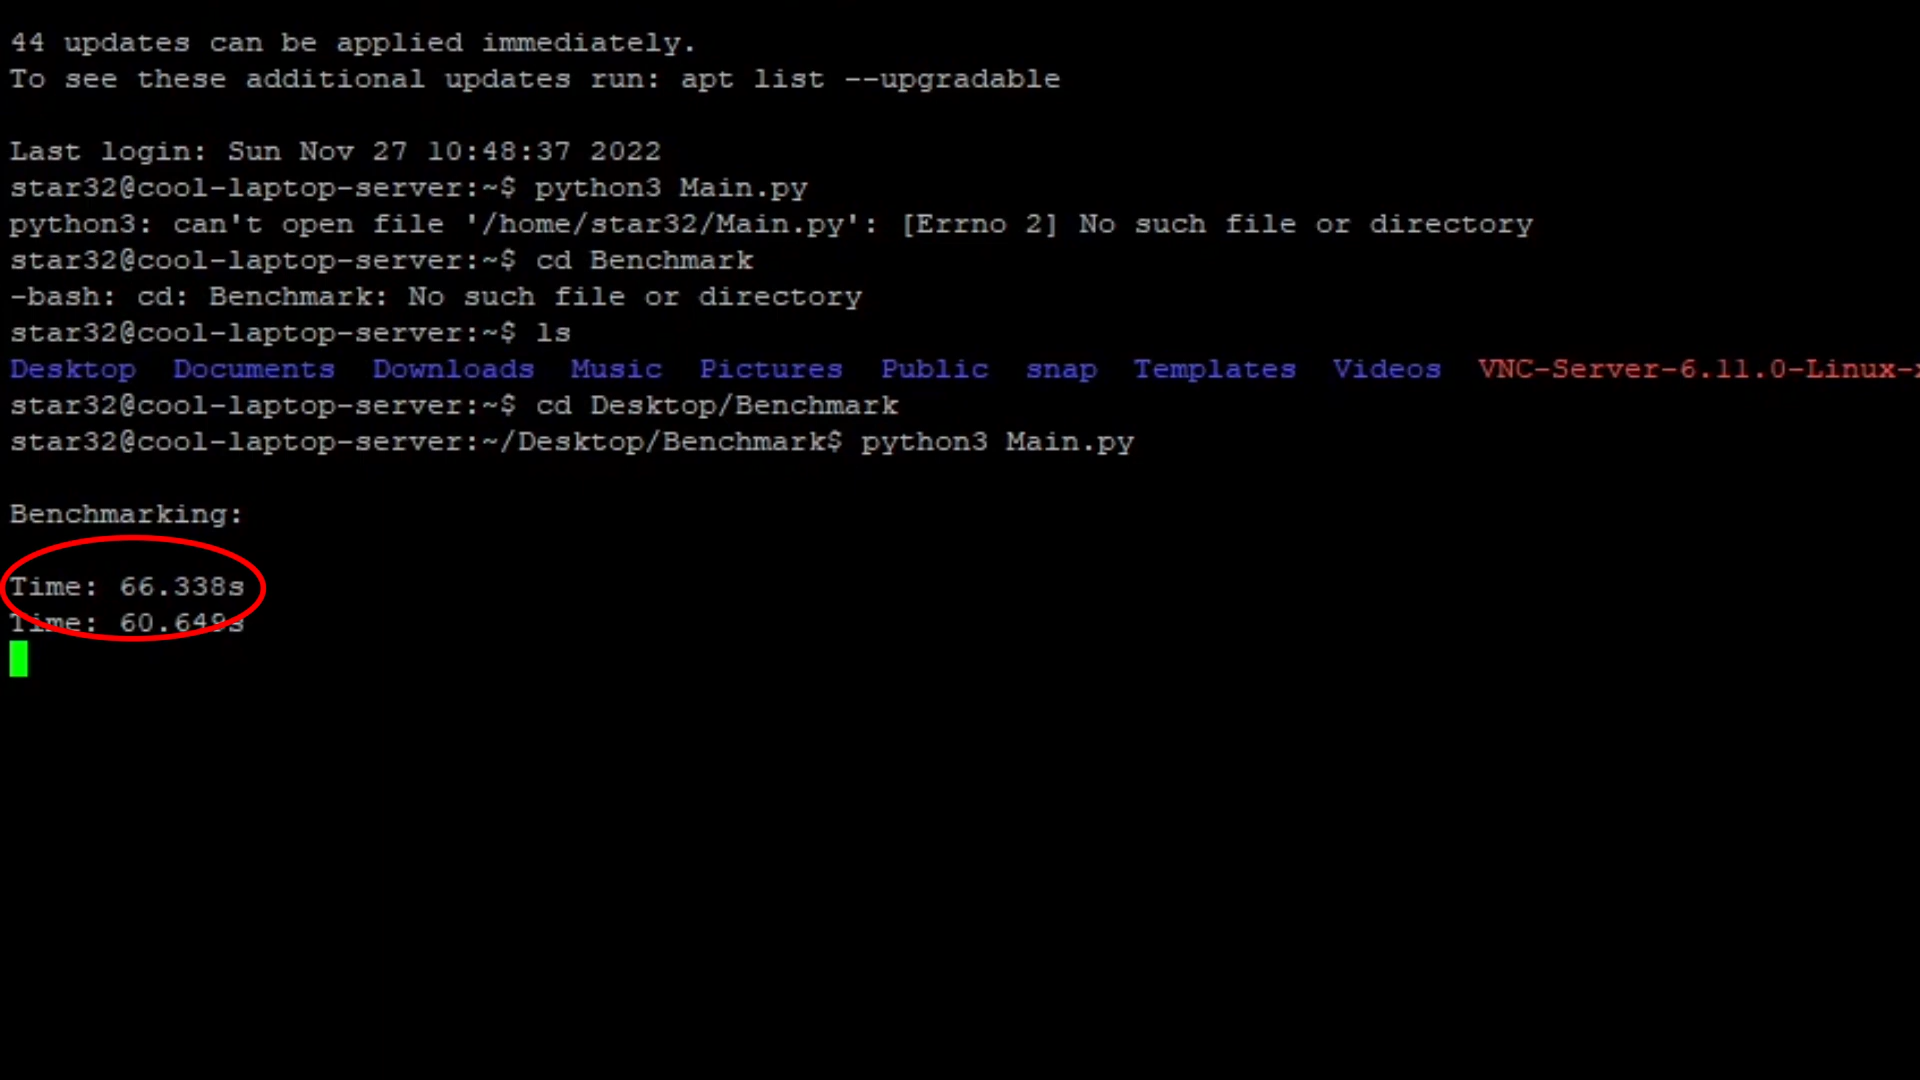 44 updates can be applied immediately.
To see these additional updates run: apt list --upgradable
Last login: Sun Nov 27 10:48:37 2022
star32@cool-laptop-server:~$ python3 Main.py
python3: can't open file '/home/star32/Main.py': [Errno 2] No such file or directory
star32@cool-laptop-server:~$ cd Benchmark
-bash: cd: Benchmark: No such file or directory
star32@cool-laptop-server:~$ ls
Desktop Documents Downloads Music Pictures Public snap Templates Videos VNC-Server-6.11.0-Linux-x
star32@cool-laptop-server:~$ cd Desktop/Benchmark
star32@cool-laptop-server:~/Desktop/Benchmark$ python3 Main.py
Benchmarking:
Time: 66.338s
Time: 60.649s